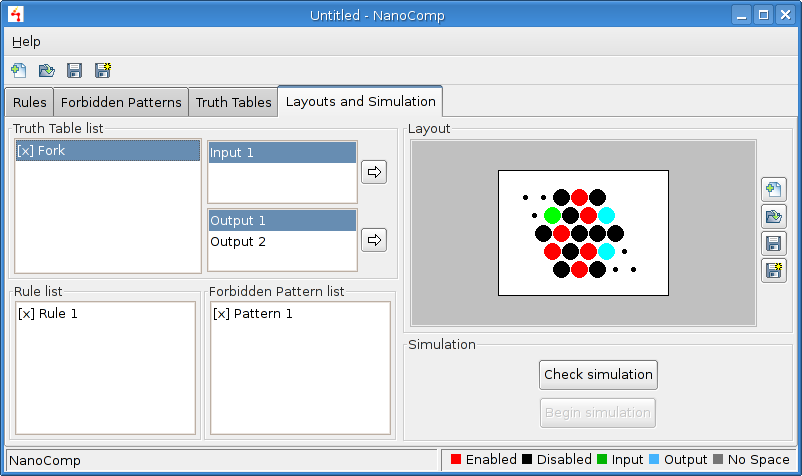 Untitled - NanoComp
Help
Rules Forbidden Patterns Truth Tables Layouts and Simulation
Truth Table list
[x] Fork
Input 1
Output 1
Output 2
Layout
Rule list
[x] Rule 1
Forbidden Pattern list
[x] Pattern 1
Simulation
Check simulation
Begin simulation
NanoComp
Enabled Disabled Input Output No Space